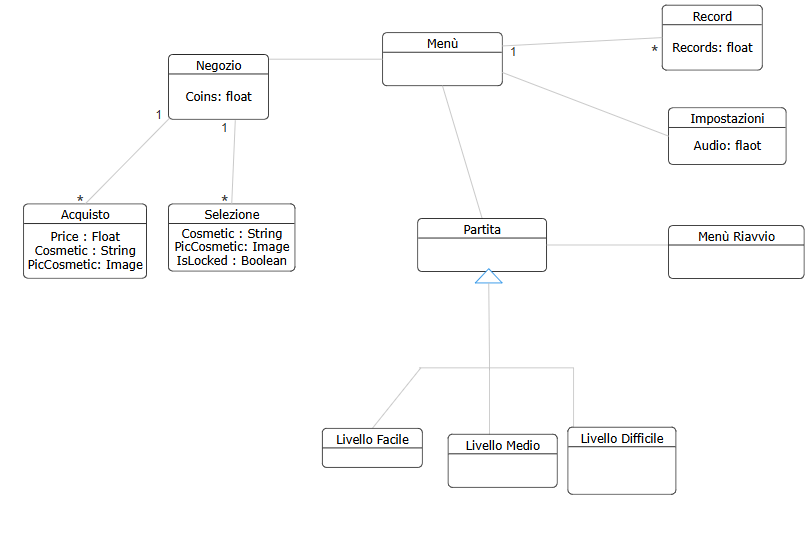 Record
Records: float
Menù
1
*
Negozio
Coins: float
Impostazioni
Audio: flaot
1
1
*
*
Acquisto
Price : Float
Cosmetic : String
PicCosmetic: Image
Selezione
Cosmetic : String
PicCosmetic: Image
IsLocked : Boolean
Partita
Menù Riavvio
Livello Facile
Livello Medio
Livello Difficile